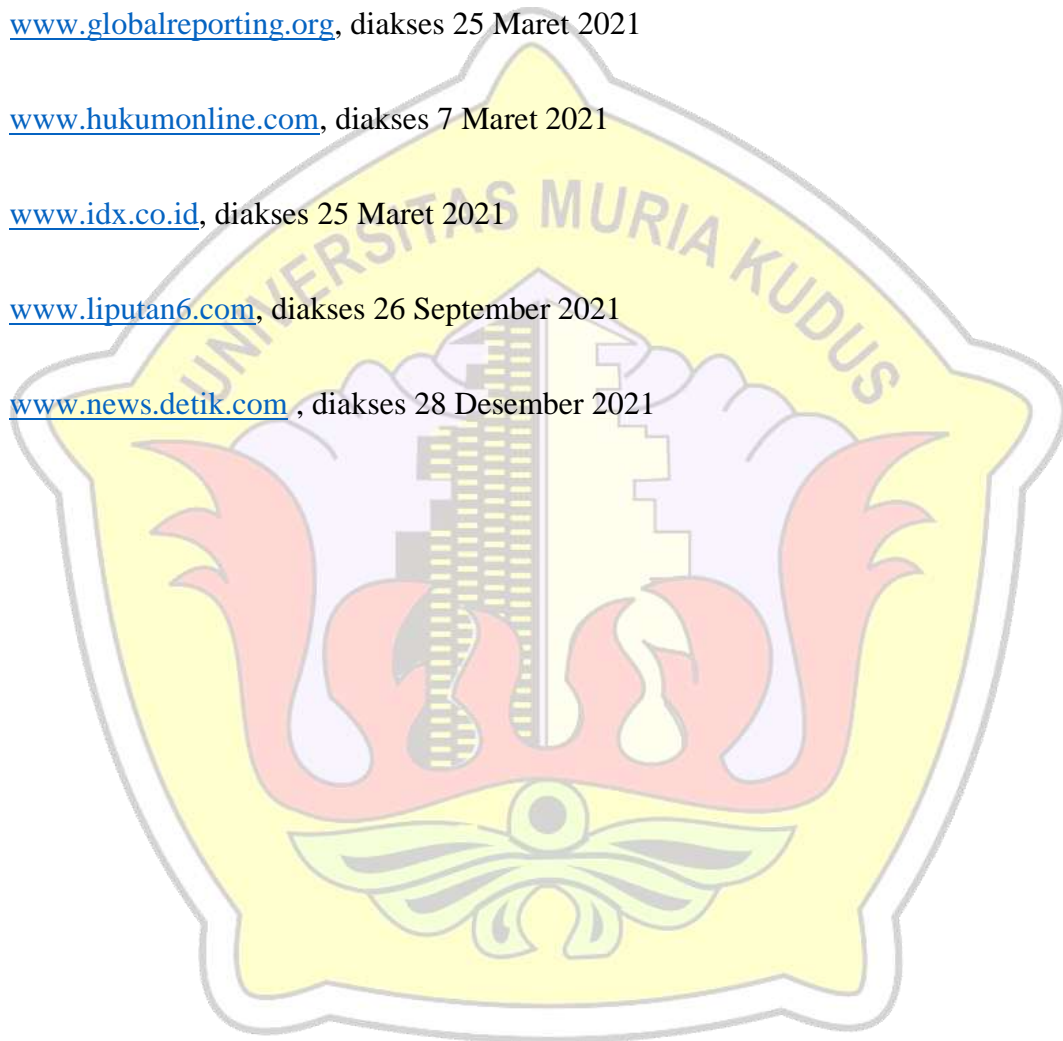 www.globalreporting.org, diakses 25 Maret 2021
www.hukumonline.com, diakses 7 Maret 2021
www.idx.co.id, diakses 25 Maret 2021
www.liputan6.com, diakses 26 September 2021
www.news.detik.com , diakses 28 Desember 2021
UNIVERSITAS MURIA KUDUS